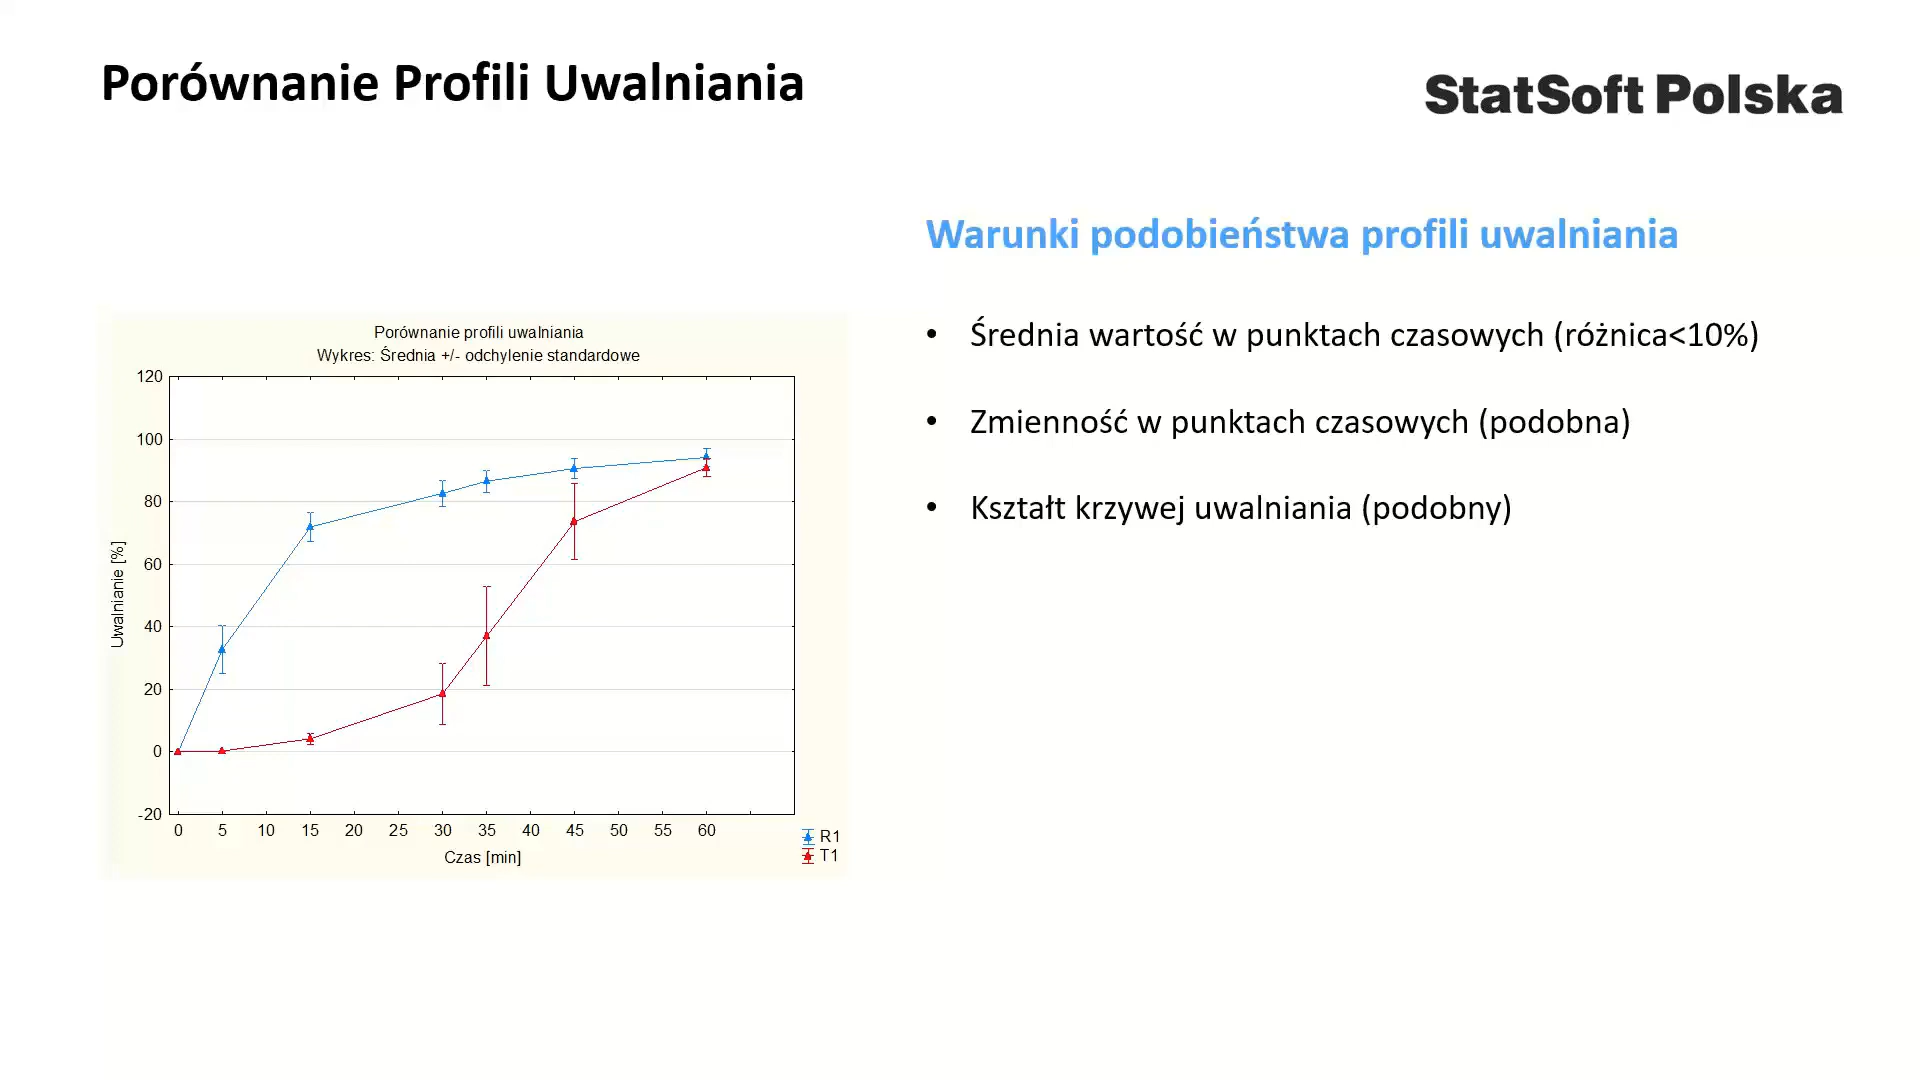 Porównanie Profili Uwalniania
StatSoft Polska
Warunki podobieństwa profili uwalniania
• Średnia wartość w punktach czasowych (różnica<10%)
• Zmienność w punktach czasowych (podobna)
• Kształt krzywej uwalniania (podobny)
Porównanie profili uwalniania
Wykres: Średnia +/- odchylenie standardowe
120
100
80
60
40
20
0
-20
Uwalnianie [%]
0 5 10 15 20 25 30 35 40 45 50 55 60
Czas [min]
R1
T1